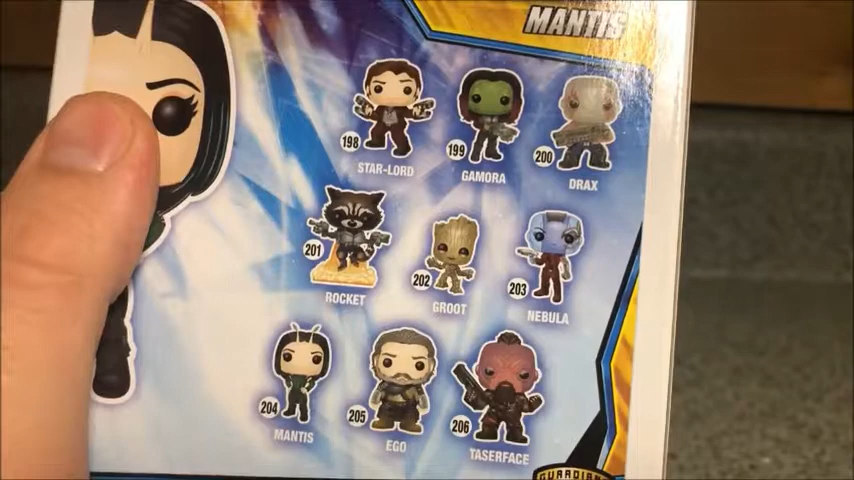 MANTIS
198
STAR-LORD
199
GAMORA
200
DRAX
201
ROCKET
202
GROOT
203
NEBULA
204
MANTIS
205
EGO
206
TASERFACE